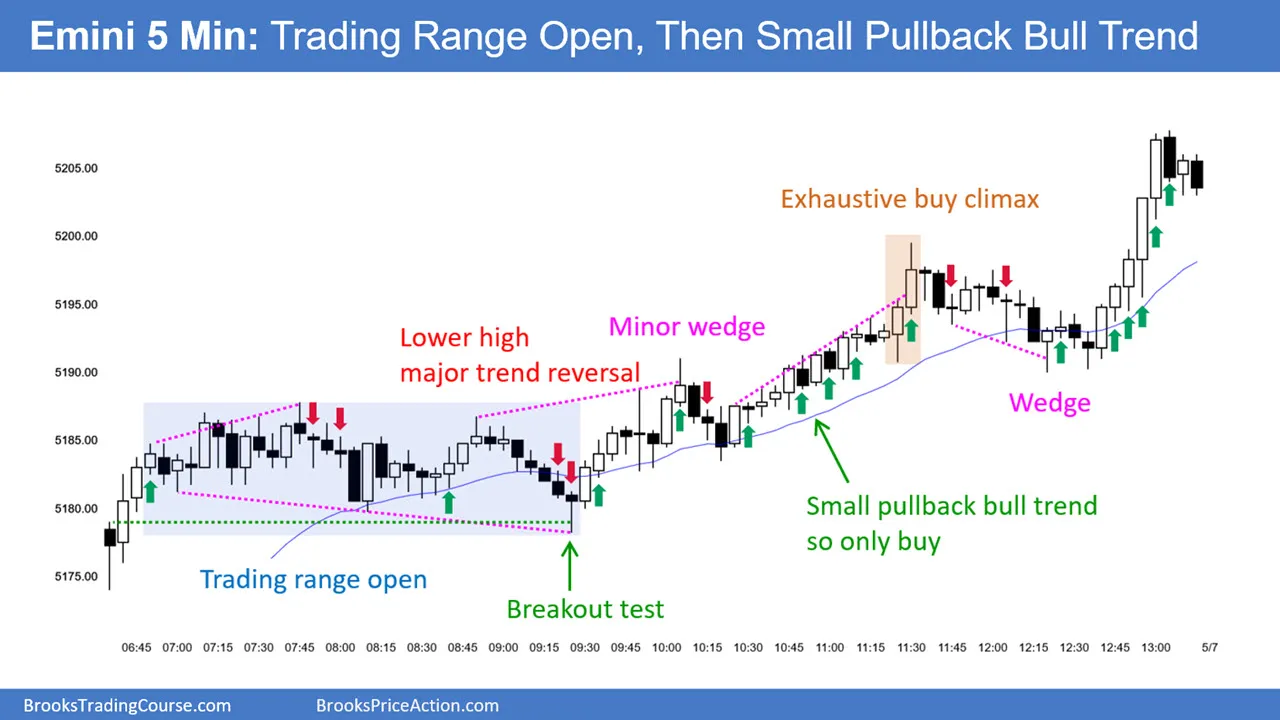 Emini 5 Min: Trading Range Open, Then Small Pullback Bull Trend
5205.00
5200.00
5195.00
5190.00
5185.00
5180.00
5175.00
Exhaustive buy climax
Minor wedge
Lower high
major trend reversal
Wedge
Small pullback bull trend
so only buy
Trading range open
Breakout test
06:45 07:00 07:15 07:30 07:45 08:00 08:15 08:30 08:45 09:00 09:15 09:30 09:45 10:00 10:15 10:30 10:45 11:00 11:15 11:30 11:45 12:00 12:15 12:30 12:45 13:00 5/7
BrooksTradingCourse.com BrooksPriceAction.com